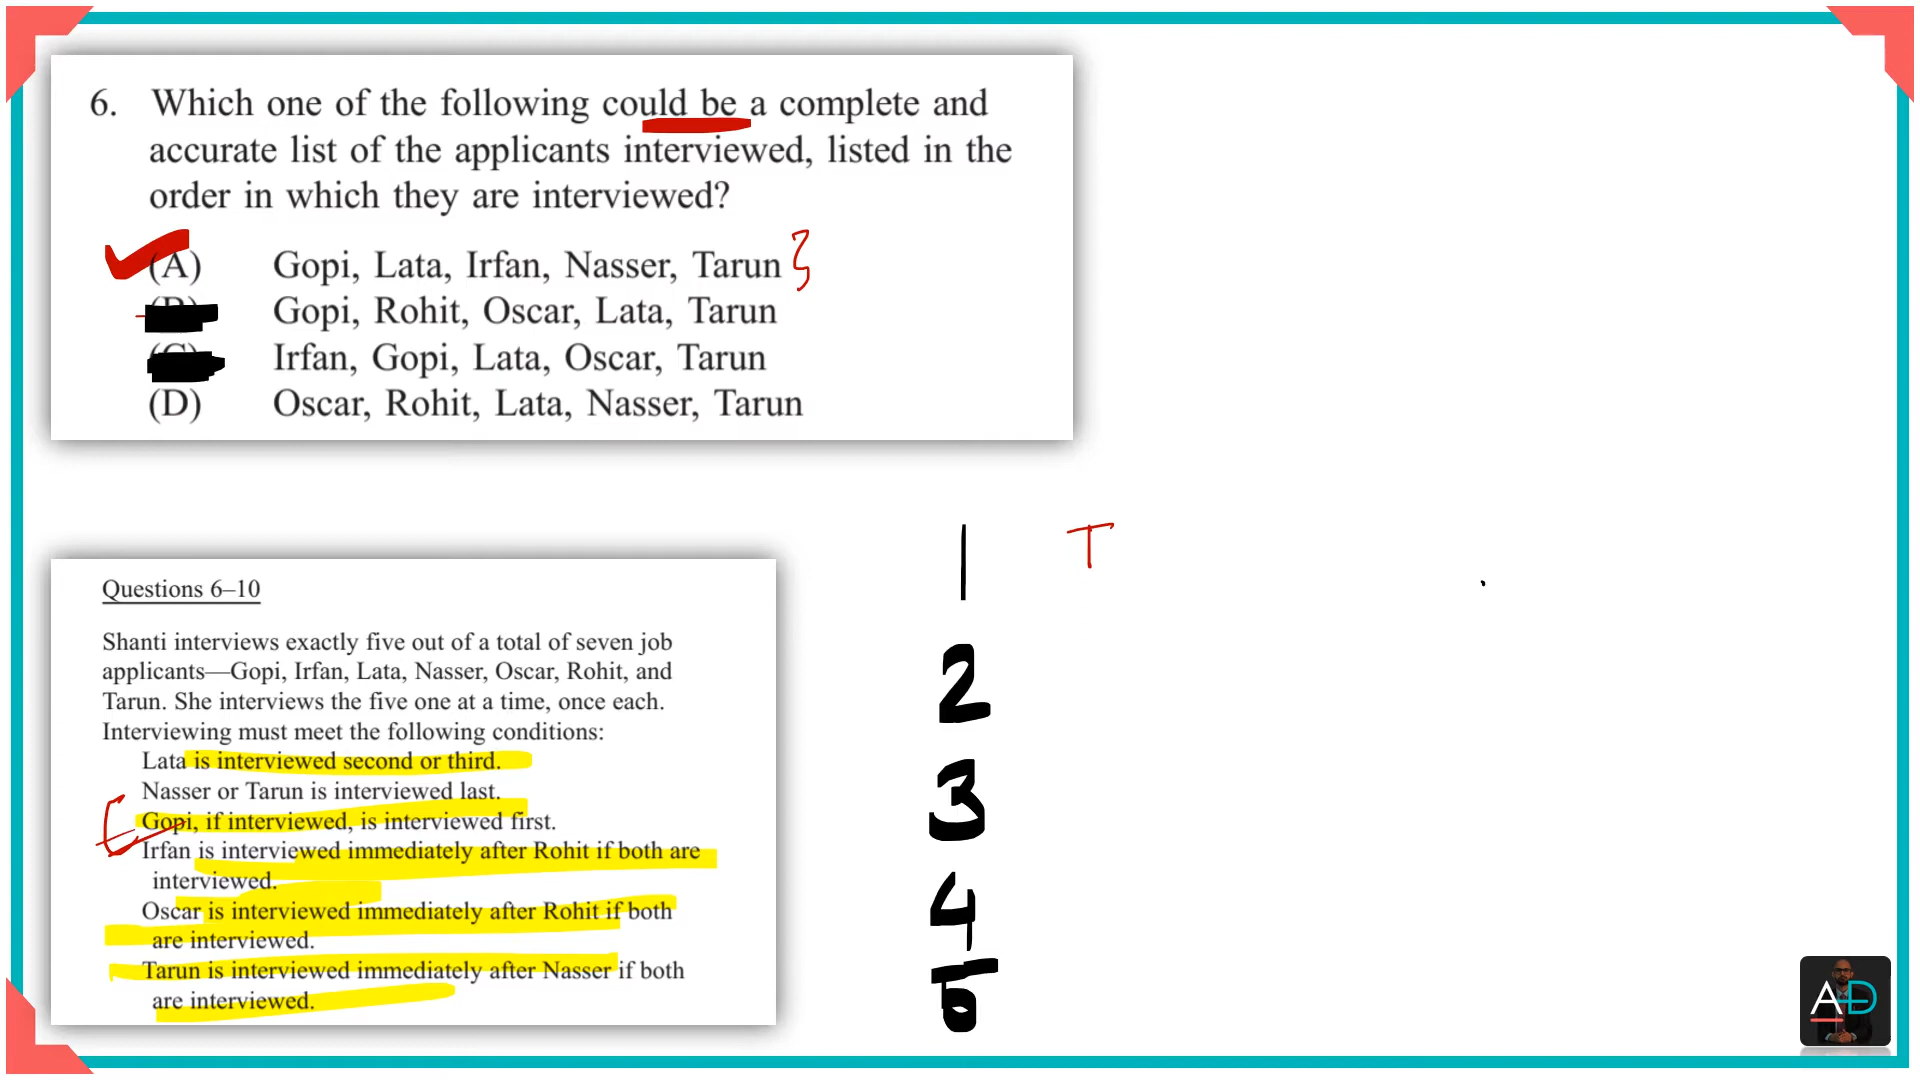 6. Which one of the following could be a complete and
accurate list of the applicants interviewed, listed in the
order in which they are interviewed?
(A) Gopi, Lata, Irfan, Nasser, Tarun
Gopi, Rohit, Oscar, Lata, Tarun
Irfan, Gopi, Lata, Oscar, Tarun
(D) Oscar, Rohit, Lata, Nasser, Tarun
Questions 6–10
Shanti interviews exactly five out of a total of seven job
applicants—Gopi, Irfan, Lata, Nasser, Oscar, Rohit, and
Tarun. She interviews the five one at a time, once each.
Interviewing must meet the following conditions:
Lata is interviewed second or third.
Nasser or Tarun is interviewed last.
Gopi, if interviewed, is interviewed first.
Irfan is interviewed immediately after Rohit if both are
interviewed.
Oscar is interviewed immediately after Rohit if both
are interviewed.
Tarun is interviewed immediately after Nasser if both
are interviewed.
1 T
2
3
4
5
AD